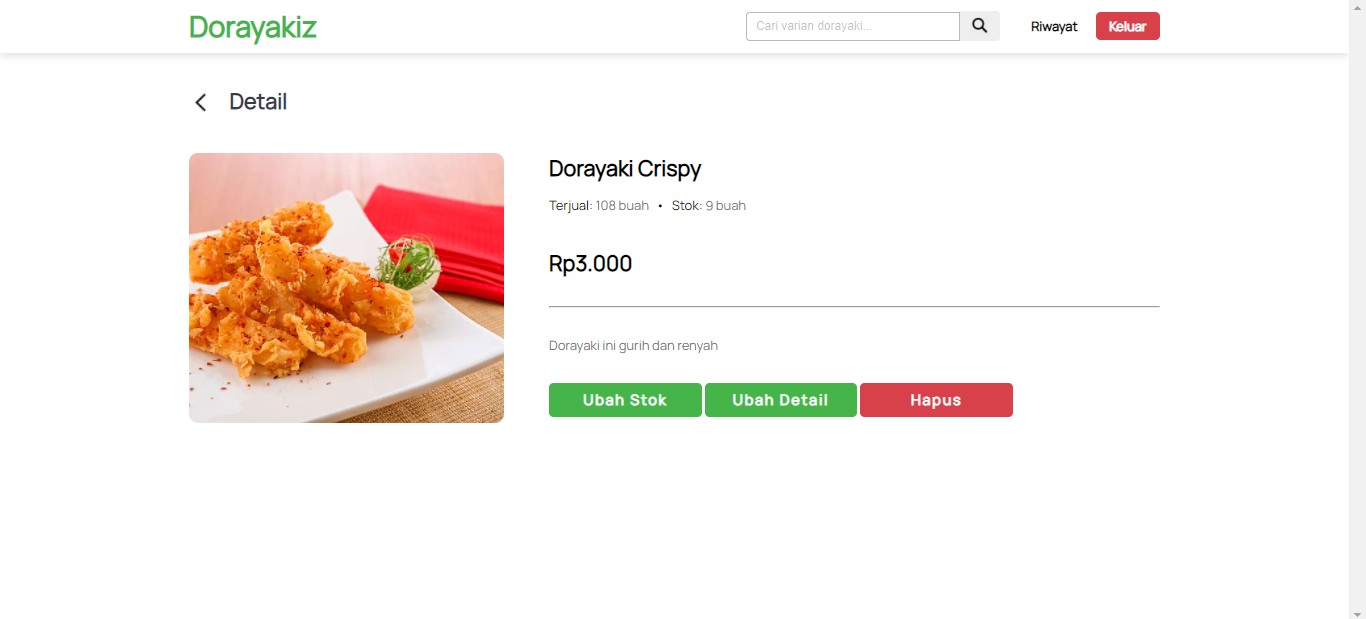 Dorayakiz
Cari varian dorayaki...
Riwayat
Keluar
Detail
Dorayaki Crispy
Terjual: 108 buah • Stok: 9 buah
Rp3.000
Dorayaki ini gurih dan renyah
Ubah Stok
Ubah Detail
Hapus